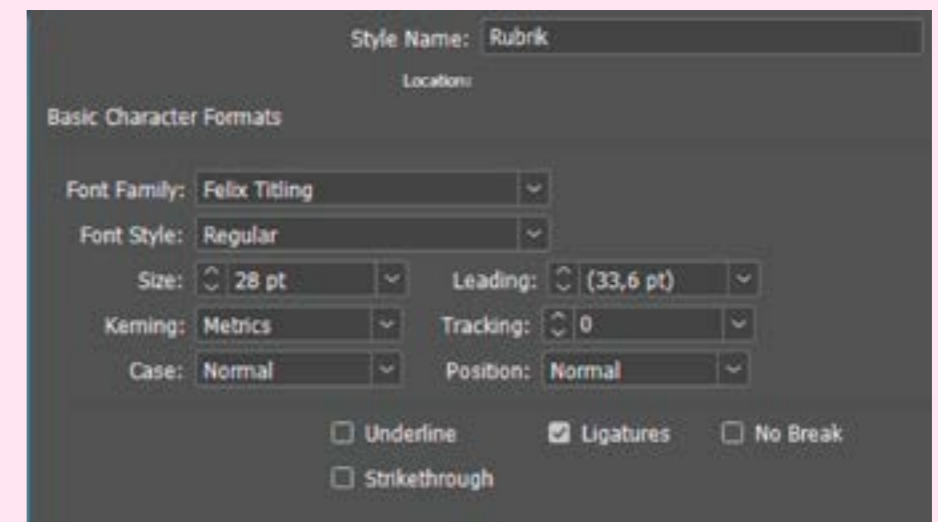 Style Name: Rubrik
Location:
Basic Character Formats
Font Family: Felix Titling
Font Style: Regular
Size: 28 pt Leading: (33,6 pt)
Kerning: Metrics Tracking: 0
Case: Normal Position: Normal
Underline Ligatures No Break
Strikethrough